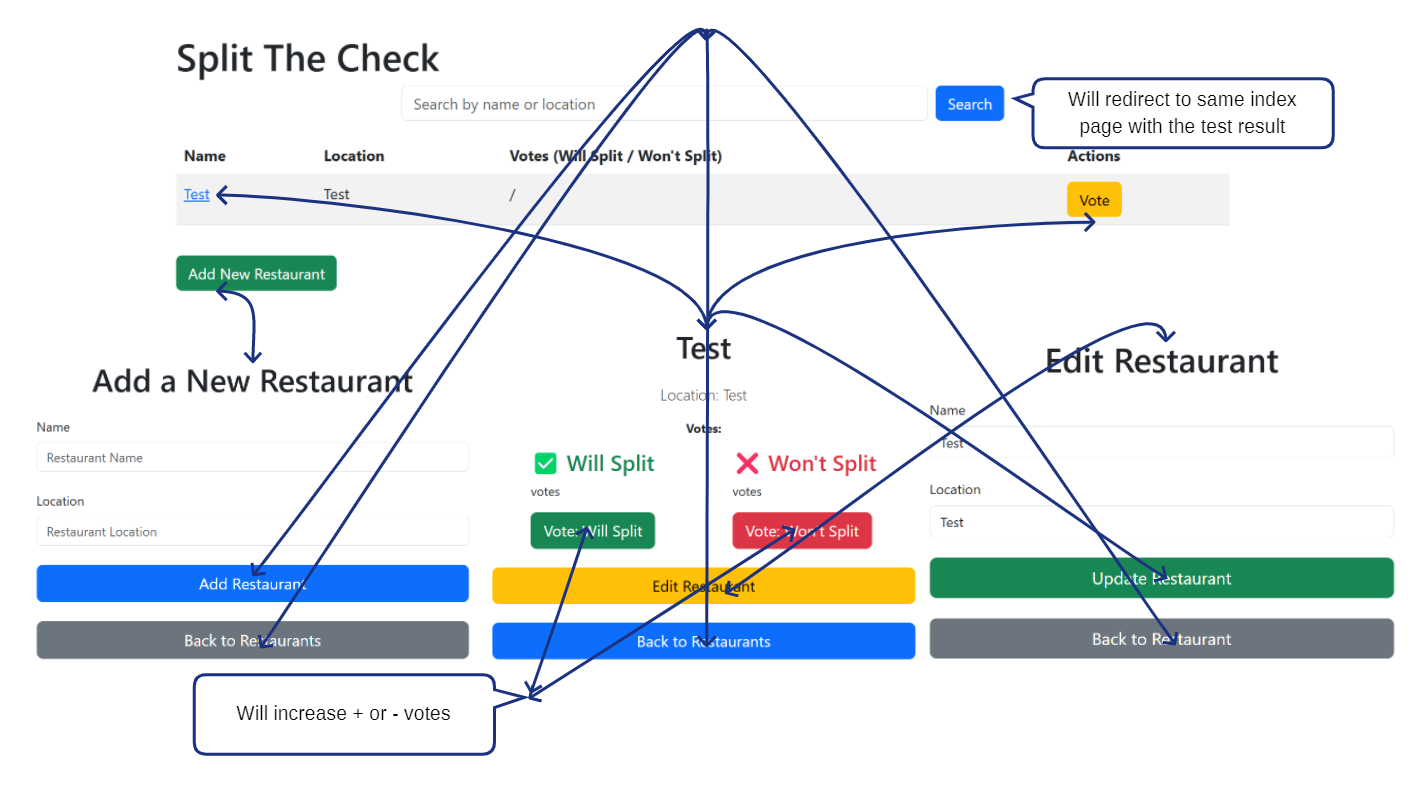 Split The Check
Search by name or location
Search
Will redirect to same index
page with the test result
Name Location Votes (Will Split / Won't Split) Actions
Test Test / Vote
Add New Restaurant
Add a New Restaurant
Name
Restaurant Name
Location
Restaurant Location
Add Restaurant
Back to Restaurants
Test
Location: Test
Votes:
✅ Will Split ❌ Won't Split
votes votes
Vote: Will Split Vote: Won't Split
Edit Restaurant
Back to Restaurants
Edit Restaurant
Name
Test
Location
Test
Update Restaurant
Back to Restaurant
Will increase + or - votes